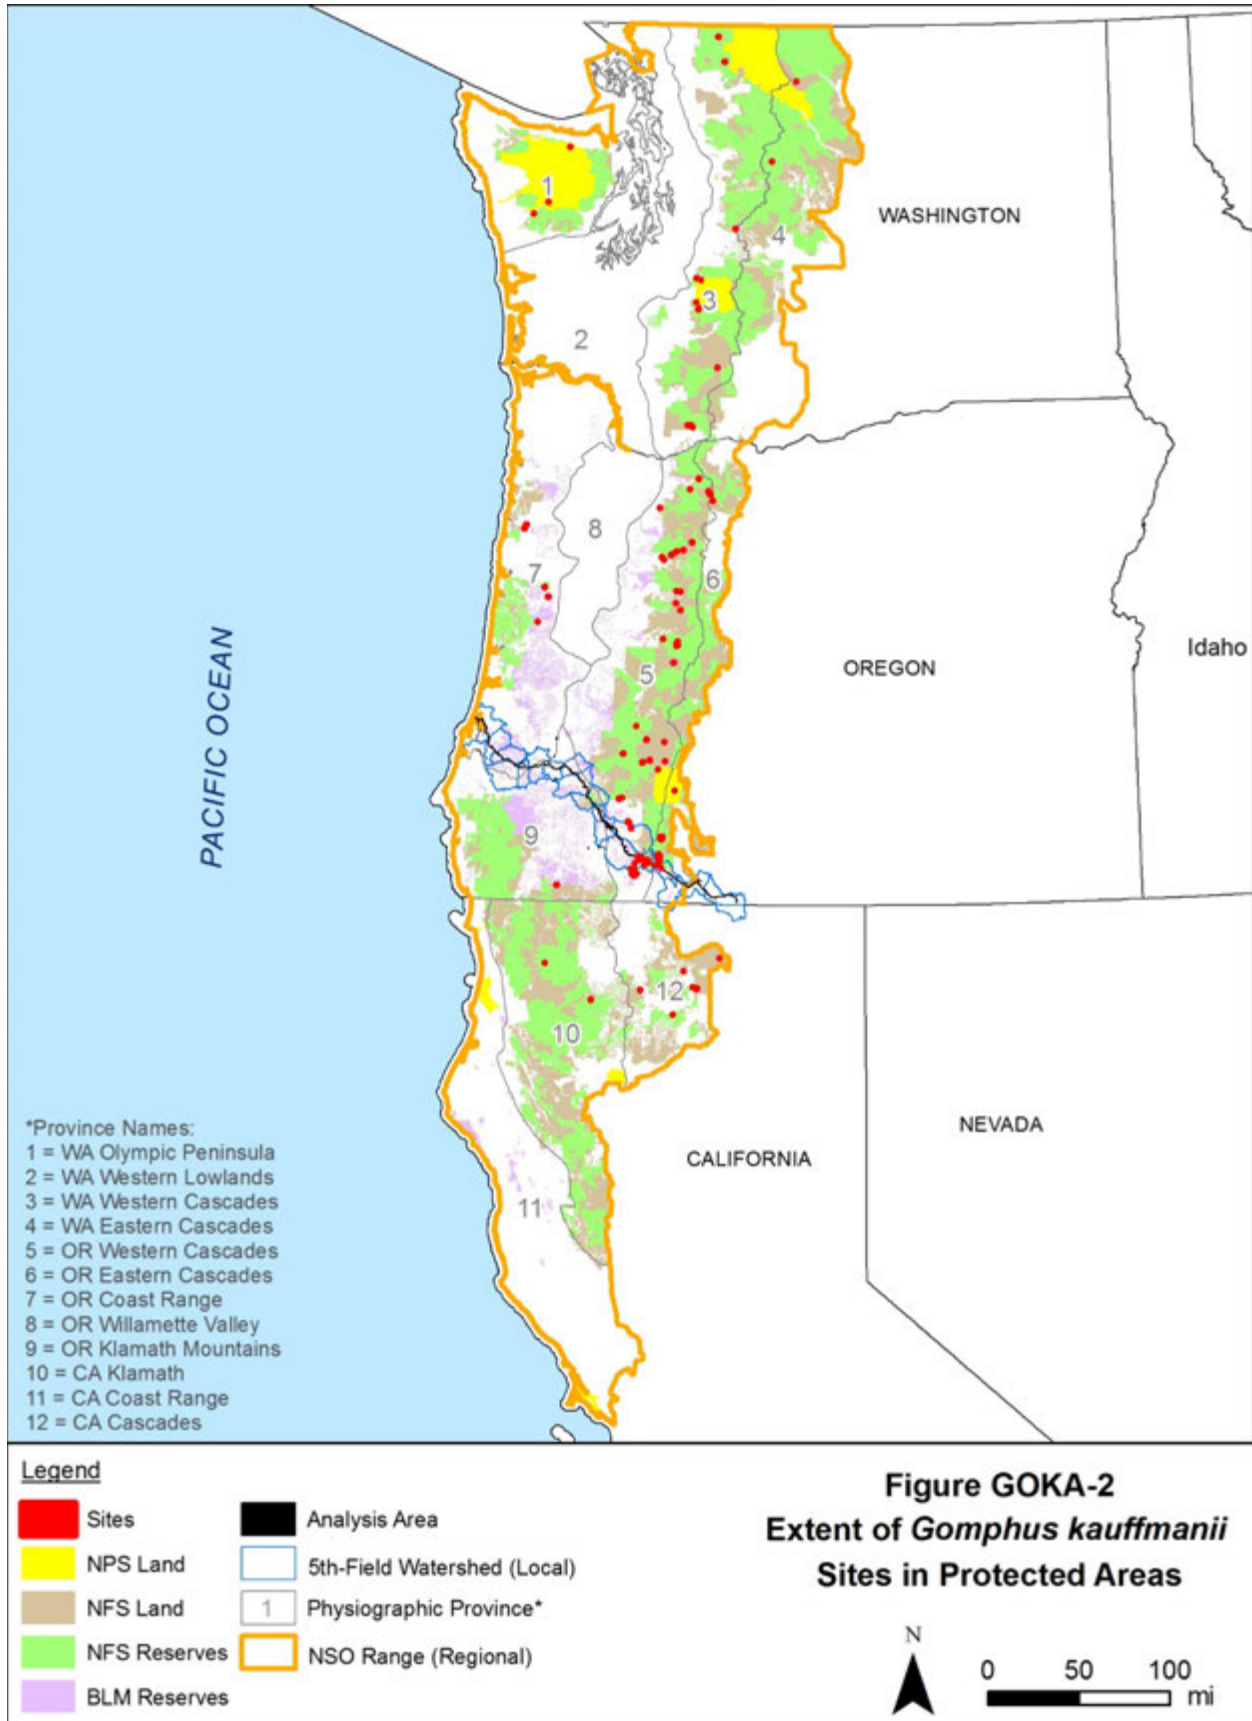 WASHINGTON
1
4
3
2
8
7
6
Idaho
5
OREGON
PACIFIC OCEAN
9
12
10
*Province Names:
1 = WA Olympic Peninsula
2 = WA Western Lowlands
3 = WA Western Cascades
4 = WA Eastern Cascades
5 = OR Western Cascades
6 = OR Eastern Cascades
7 = OR Coast Range
8 = OR Willamette Valley
9 = OR Klamath Mountains
10 = CA Klamath
11 = CA Coast Range
12 = CA Cascades
NEVADA
CALIFORNIA
11
Legend
Sites
NPS Land
NFS Land
NFS Reserves
BLM Reserves
Analysis Area
5th-Field Watershed (Local)
1 Physiographic Province*
NSO Range (Regional)
Figure GOKA-2
Extent of Gomphus kauffmanii
Sites in Protected Areas
N
0 50 100
mi